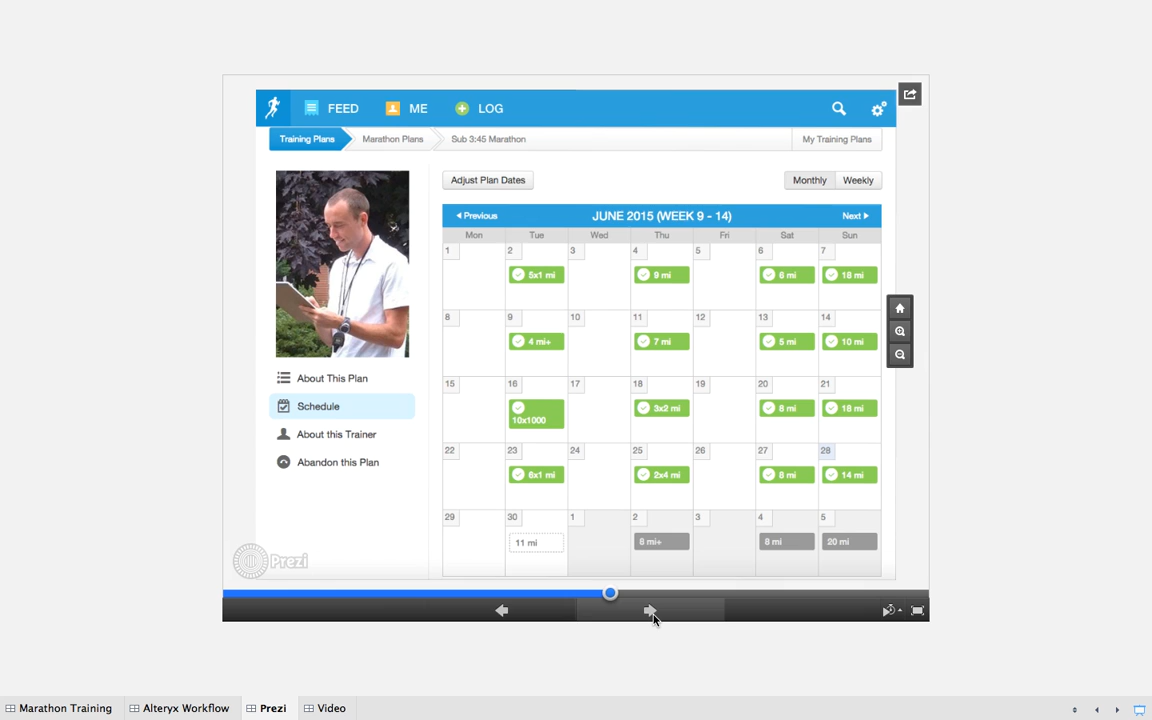 FEED ME LOG
Training Plans Marathon Plans Sub 3:45 Marathon My Training Plans
Adjust Plan Dates Monthly Weekly
Previous JUNE 2015 (WEEK 9 - 14) Next
Mon Tue Wed Thu Fri Sat Sun
1 2 3 4 5 6 7
5x1 mi 9 mi 6 mi 18 mi
8 9 10 11 12 13 14
4 mi+ 7 mi 5 mi 10 mi
15 16 17 18 19 20 21
10x1000 3x2 mi 8 mi 18 mi
22 23 24 25 26 27 28
6x1 mi 2x4 mi 8 mi 14 mi
29 30 1 2 3 4 5
11 mi 8 mi+ 8 mi 20 mi
About This Plan
Schedule
About this Trainer
Abandon this Plan
Prezi
Marathon Training Alteryx Workflow Prezi Video